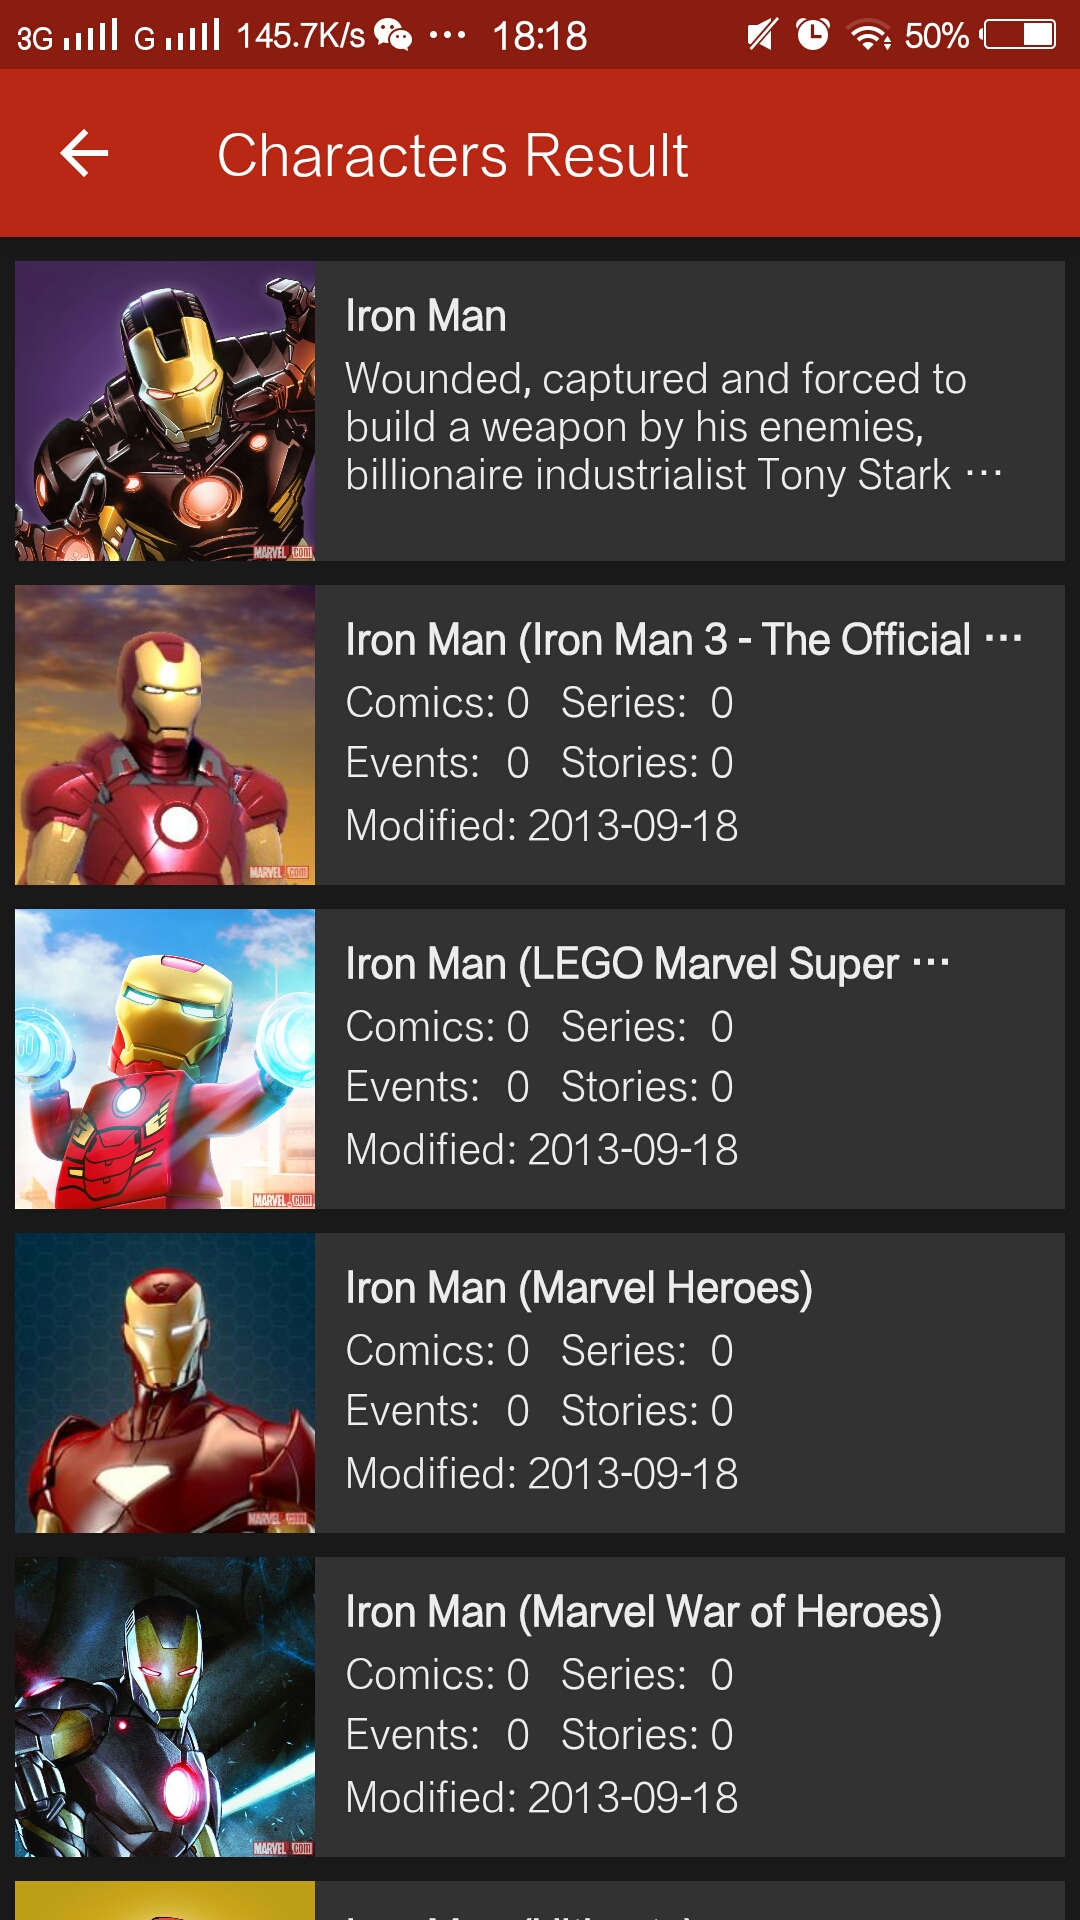 3G G 145.7K/s ··· 18:18 50%
Characters Result
Iron Man
Wounded, captured and forced to
build a weapon by his enemies,
billionaire industrialist Tony Stark ···
MARVEL.COM
Iron Man (Iron Man 3 - The Official ···
Comics: 0 Series: 0
Events: 0 Stories: 0
Modified: 2013-09-18
MARVEL.COM
Iron Man (LEGO Marvel Super ···
Comics: 0 Series: 0
Events: 0 Stories: 0
Modified: 2013-09-18
MARVEL.COM
Iron Man (Marvel Heroes)
Comics: 0 Series: 0
Events: 0 Stories: 0
Modified: 2013-09-18
MARVEL.COM
Iron Man (Marvel War of Heroes)
Comics: 0 Series: 0
Events: 0 Stories: 0
Modified: 2013-09-18
MARVEL.COM